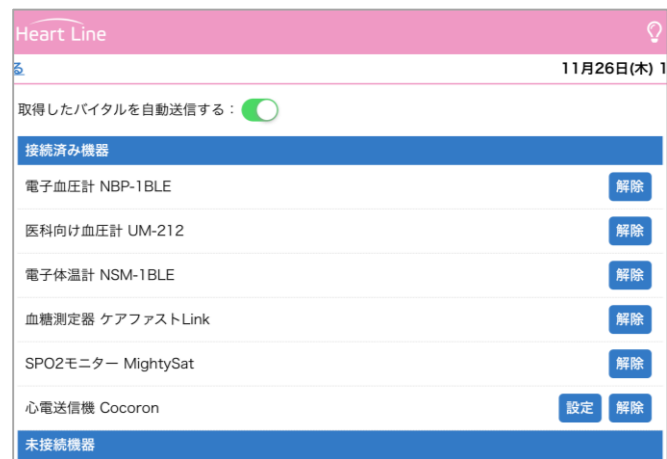 Heart Line
る
11月26日(木) 1
取得したバイタルを自動送信する：
接続済み機器
電子血圧計 NBP-1BLE 解除
医科向け血圧計 UM-212 解除
電子体温計 NSM-1BLE 解除
血糖測定器 ケアファストLink 解除
SPO2モニター MightySat 解除
心電送信機 Cocoron 設定 解除
未接続機器